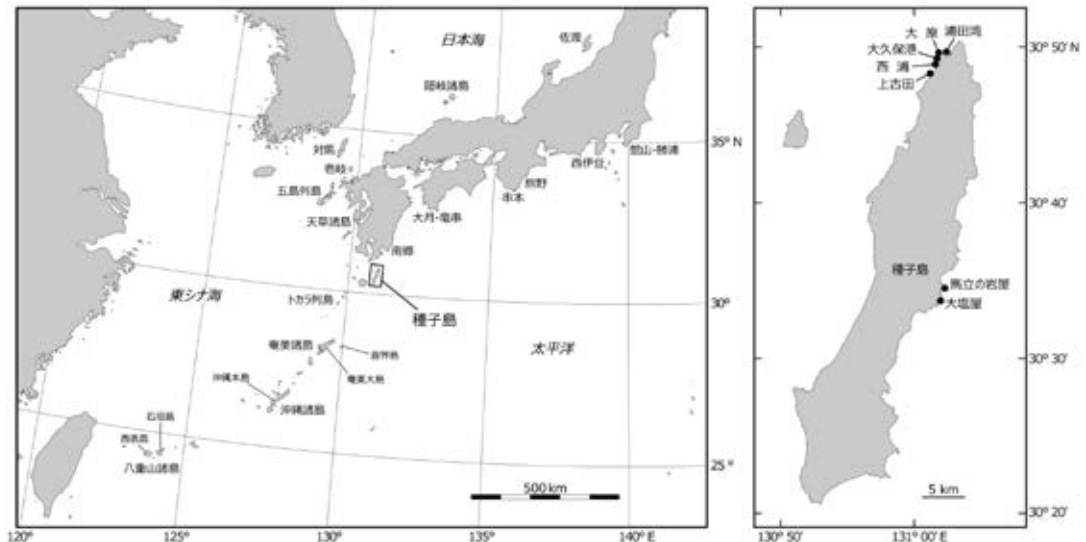 日本海
佐渡
隠岐諸島
35° N
対馬
壱岐
西伊豆
館山・勝浦
五島列島
熊野
串本
天草諸島
大月・竜串
南郷
東シナ海
トカラ列島
30°
種子島
太平洋
奄美諸島
喜界島
奄美大島
沖縄本島
沖縄諸島
石垣島
西表島
八重山諸島
25°
500 km
120°
125°
130°
135°
140° E
大原
浦田湾
30° 50′ N
大久保港
西浦
上古田
30° 40′
種子島
馬立の岩屋
大塩屋
30° 30′
5 km
30° 20′
130° 50′
131° 00′ E